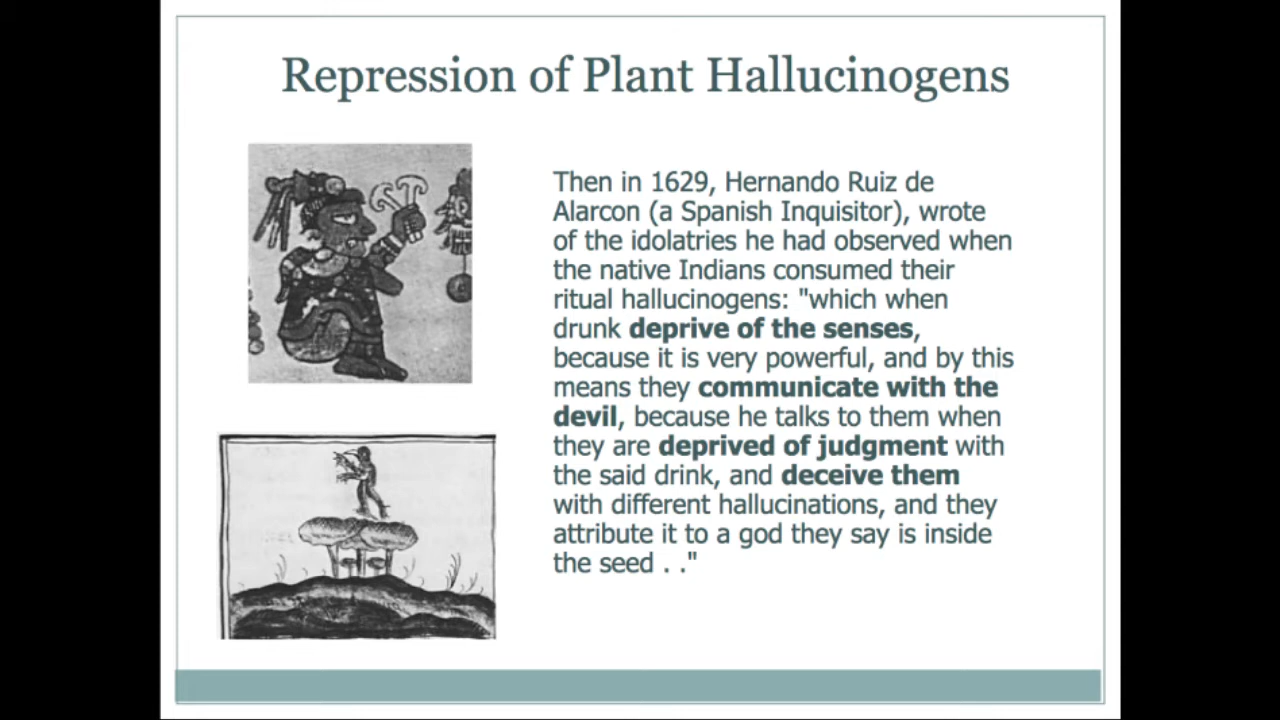 Repression of Plant Hallucinogens
Then in 1629, Hernando Ruiz de
Alarcon (a Spanish Inquisitor), wrote
of the idolatries he had observed when
the native Indians consumed their
ritual hallucinogens: "which when
drunk deprive of the senses,
because it is very powerful, and by this
means they communicate with the
devil, because he talks to them when
they are deprived of judgment with
the said drink, and deceive them
with different hallucinations, and they
attribute it to a god they say is inside
the seed . ."